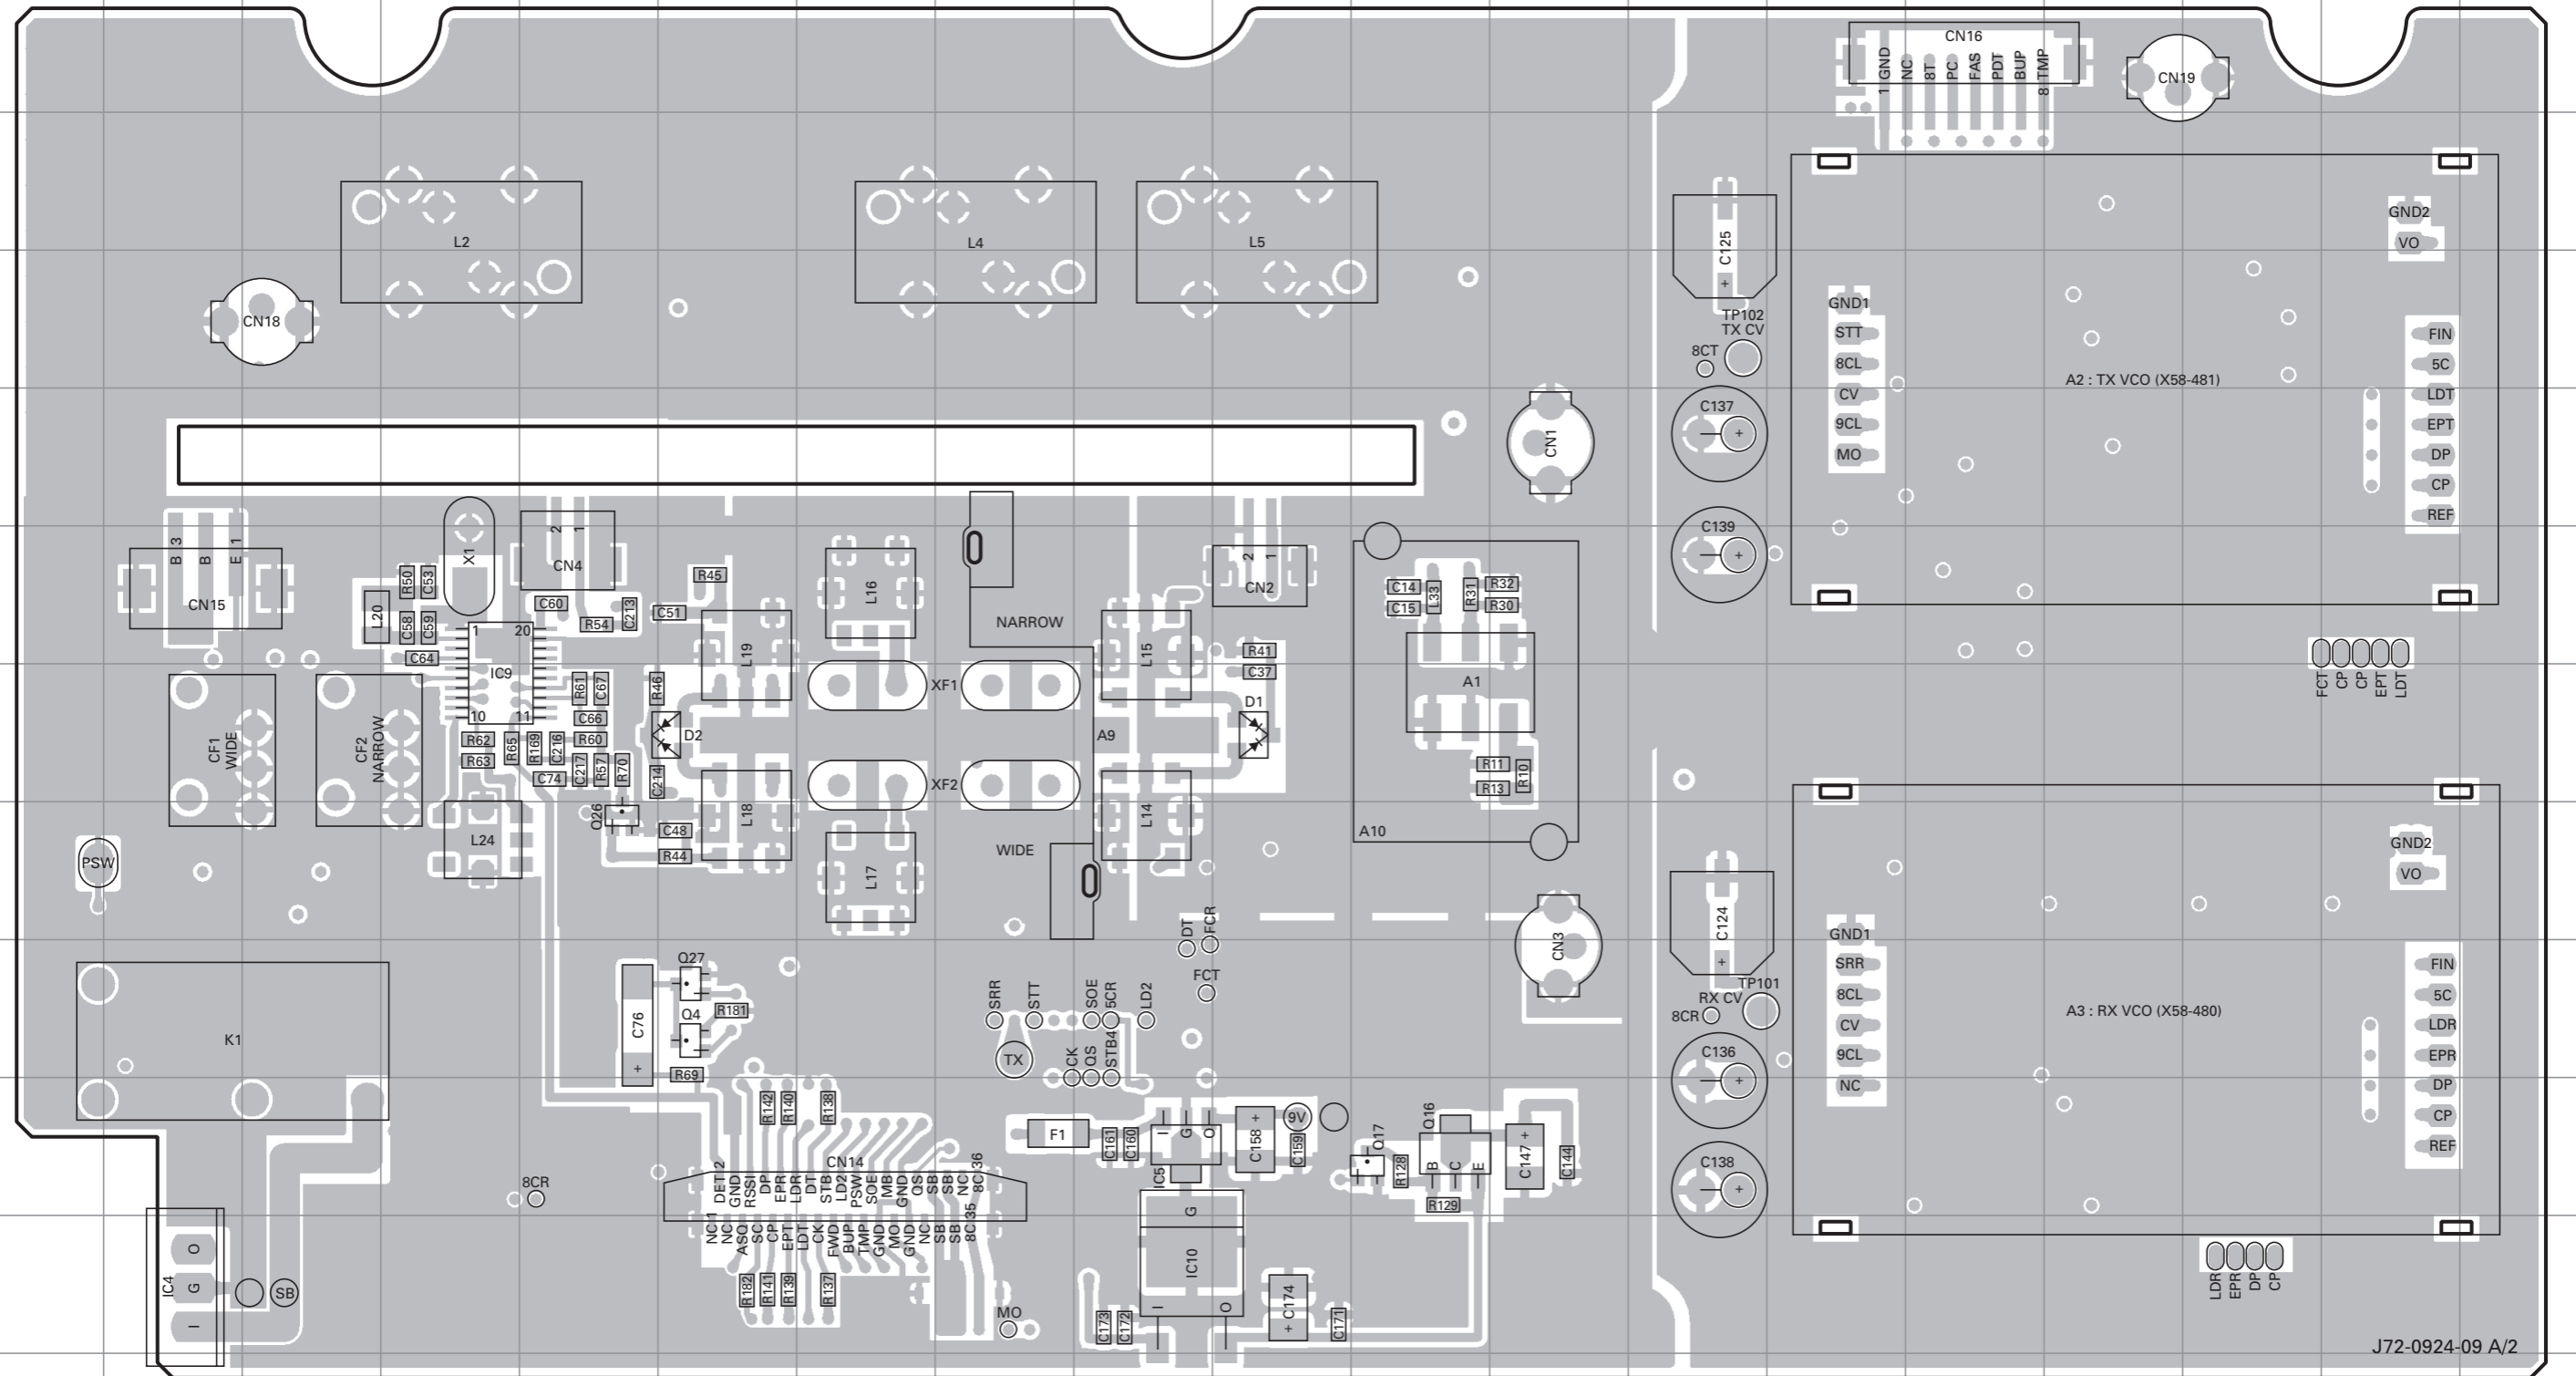 CN16
1 GND
NC
8T
PC
FAS
PDT
BUP
8 TMP
CN19
L2
L4
L5
CN18
C125
+
TP102
TX CV
8CT
GND1
STT
8CL
CV
9CL
MO
GND2
VO
A2 : TX VCO (X58-481)
FIN
5C
LDT
EPT
DP
CP
REF
C137
+
C139
+
CN1
FCT
CP
CP
EPT
LDT
B 3
B
E 1
CN15
X1
2
1
CN4
R50
C53
L20
C58
C59
C64
C60
R54
C213
C51
R45
1
20
IC9
10
11
R61
C67
C66
R60
R62
R63
R65
R169
C216
C74
C217
R57
R70
R46
D2
C214
Q26
C48
R44
L24
CF1
WIDE
CF2
NARROW
L19
L18
L16
L17
XF1
XF2
NARROW
WIDE
A9
L15
L14
2
1
CN2
R41
C37
D1
C14
C15
L33
R31
R32
R30
A1
R11
R13
R10
A10
PSW
K1
C76
+
Q27
Q4
R181
R69
DT
FCR
FCT
SRR
STT
SOE
5CR
LD2
TX
CK
QS
STB4
CN3
C124
+
TP101
RX CV
8CR
C136
+
C138
+
GND1
SRR
8CL
CV
9CL
NC
GND2
VO
A3 : RX VCO (X58-480)
FIN
5C
LDR
EPR
DP
CP
REF
LDR
EPR
DP
CP
R142
R140
R138
CN14
DET 2
GND
RSSI
DP
EPR
LDR
DT
STB
LD2
PSW
SOE
MB
GND
QS
SB
SB
NC
8C 36
NC 1
NC
ASQ
SC
CP
EPT
LDT
CK
FWD
BUP
TMP
GND
MO
GND
NC
SB
SB
8C 35
R182
R141
R139
R137
8CR
MO
F1
C161
C160
I
G
O
IC5
C158
+
9V
C159
Q17
R128
Q16
B
C
E
R129
C147
+
C144
G
IC10
I
O
C173
C172
C174
+
C171
IC4
O
G
I
SB
J72-0924-09 A/2